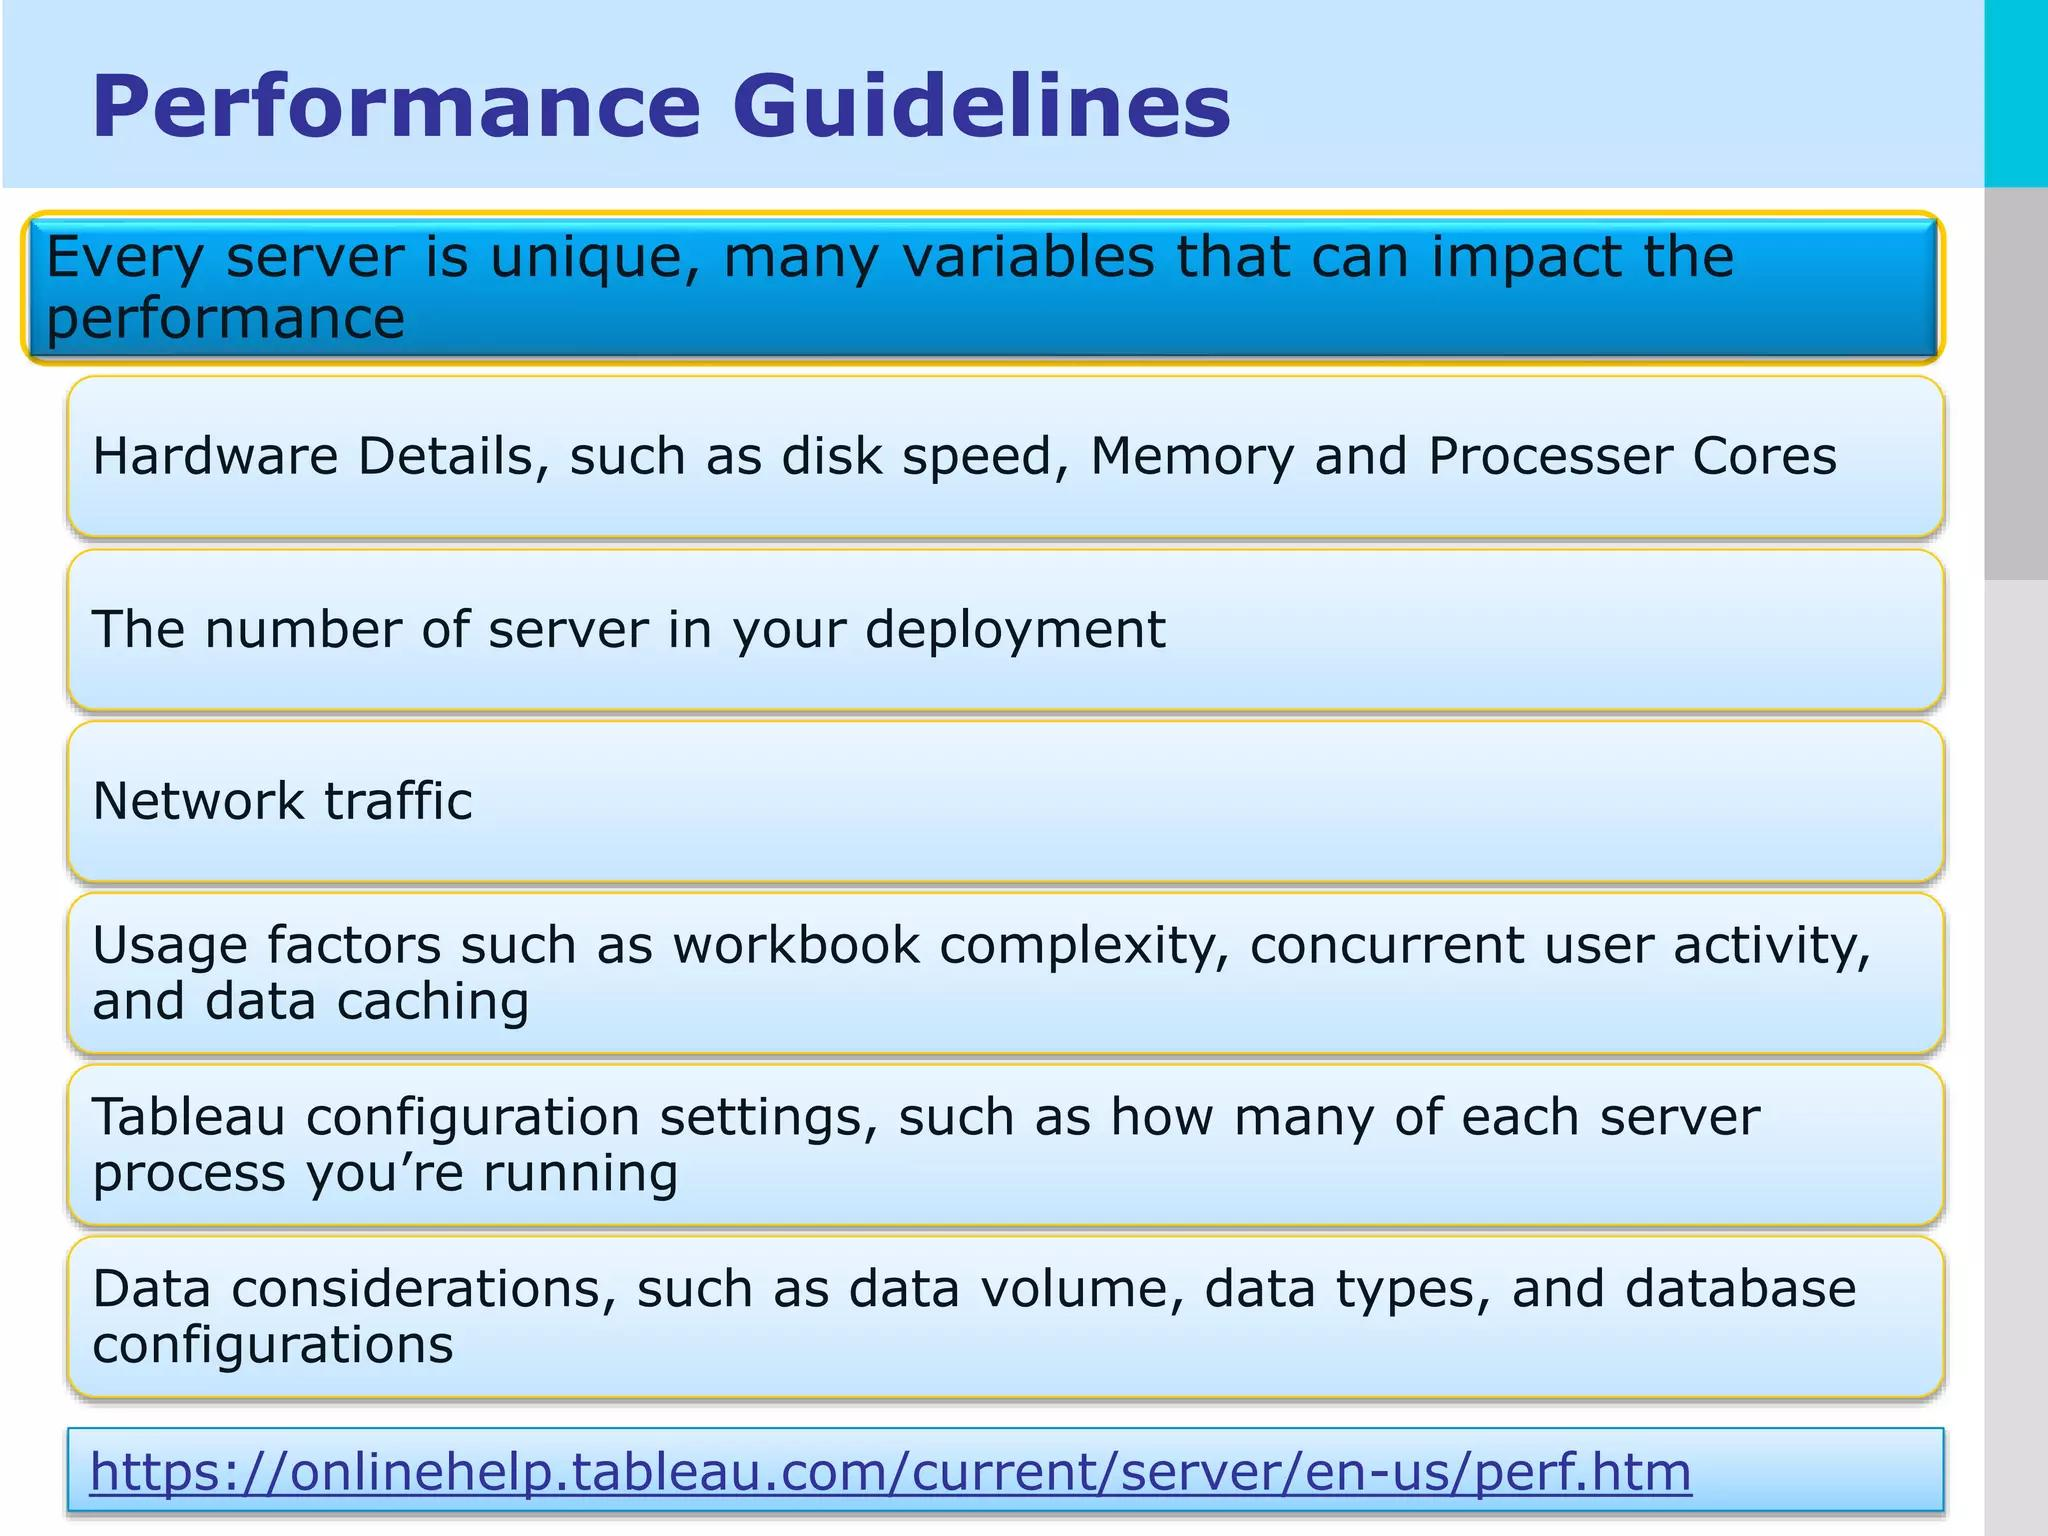 Performance Guidelines
Every server is unique, many variables that can impact the
performance
Hardware Details, such as disk speed, Memory and Processer Cores
The number of server in your deployment
Network traffic
Usage factors such as workbook complexity, concurrent user activity,
and data caching
Tableau configuration settings, such as how many of each server
process you’re running
Data considerations, such as data volume, data types, and database
configurations
https://onlinehelp.tableau.com/current/server/en-us/perf.htm